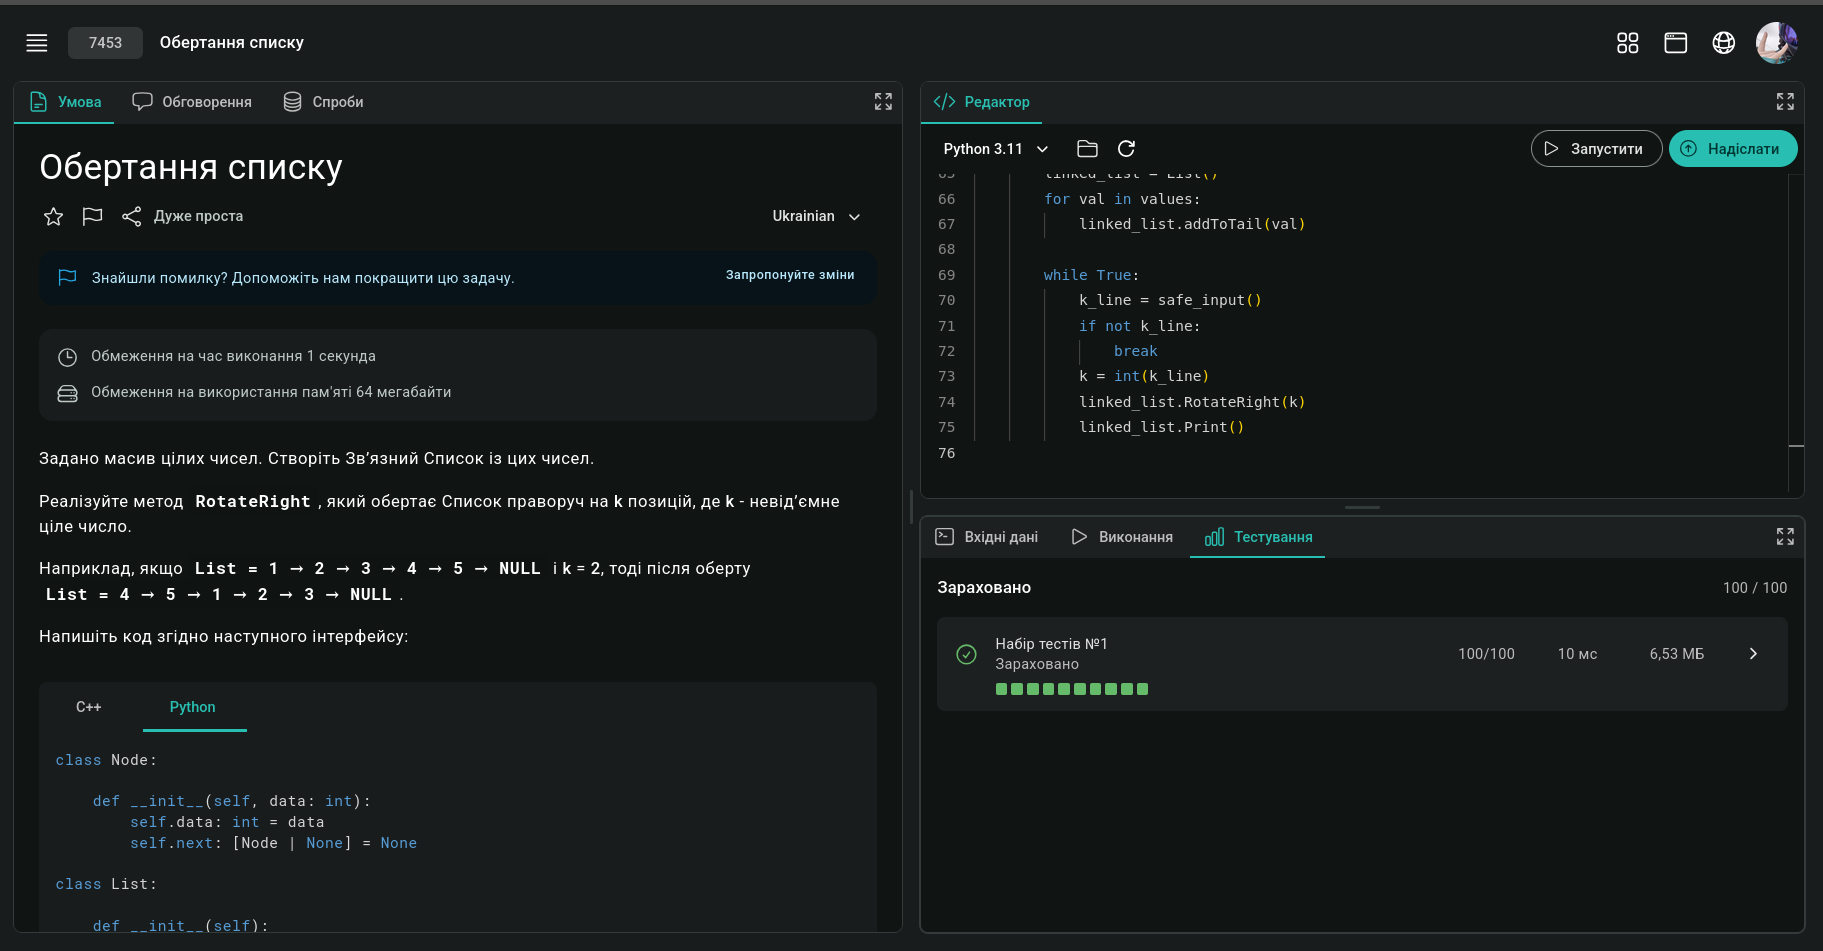 7453
Обертання списку
Умова
Обговорення
Спроби
Обертання списку
Дуже проста
Ukrainian
Знайшли помилку? Допоможіть нам покращити цю задачу.
Запропонуйте зміни
Обмеження на час виконання 1 секунда
Обмеження на використання пам'яті 64 мегабайти
Задано масив цілих чисел. Створіть Зв’язний Список із цих чисел.
Реалізуйте метод RotateRight , який обертає Список праворуч на k позицій, де k - невід’ємне
ціле число.
Наприклад, якщо List = 1 → 2 → 3 → 4 → 5 → NULL і k = 2, тоді після оберту
List = 4 → 5 → 1 → 2 → 3 → NULL .
Напишіть код згідно наступного інтерфейсу:
C++
Python
class Node:
def __init__(self, data: int):
self.data: int = data
self.next: [Node | None] = None
class List:
def __init__(self):
Редактор
Python 3.11
Запустити
Надіслати
65 linked_list = List()
66 for val in values:
67 linked_list.addToTail(val)
68
69 while True:
70 k_line = safe_input()
71 if not k_line:
72 break
73 k = int(k_line)
74 linked_list.RotateRight(k)
75 linked_list.Print()
76
Вхідні дані
Виконання
Тестування
Зараховано
100 / 100
Набір тестів №1
Зараховано
100/100
10 мс
6,53 МБ